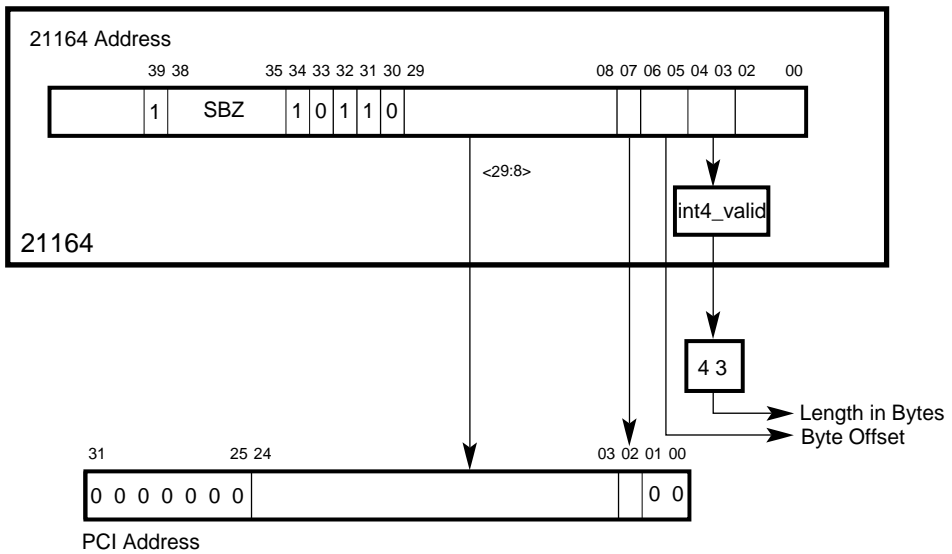 21164 Address
39 38 35 34 33 32 31 30 29 08 07 06 05 04 03 02 00
1 SBZ 1 0 1 1 0
<29:8>
int4_valid
21164
4 3
Length in Bytes
Byte Offset
31 25 24 03 02 01 00
0 0 0 0 0 0 0 0 0
PCI Address